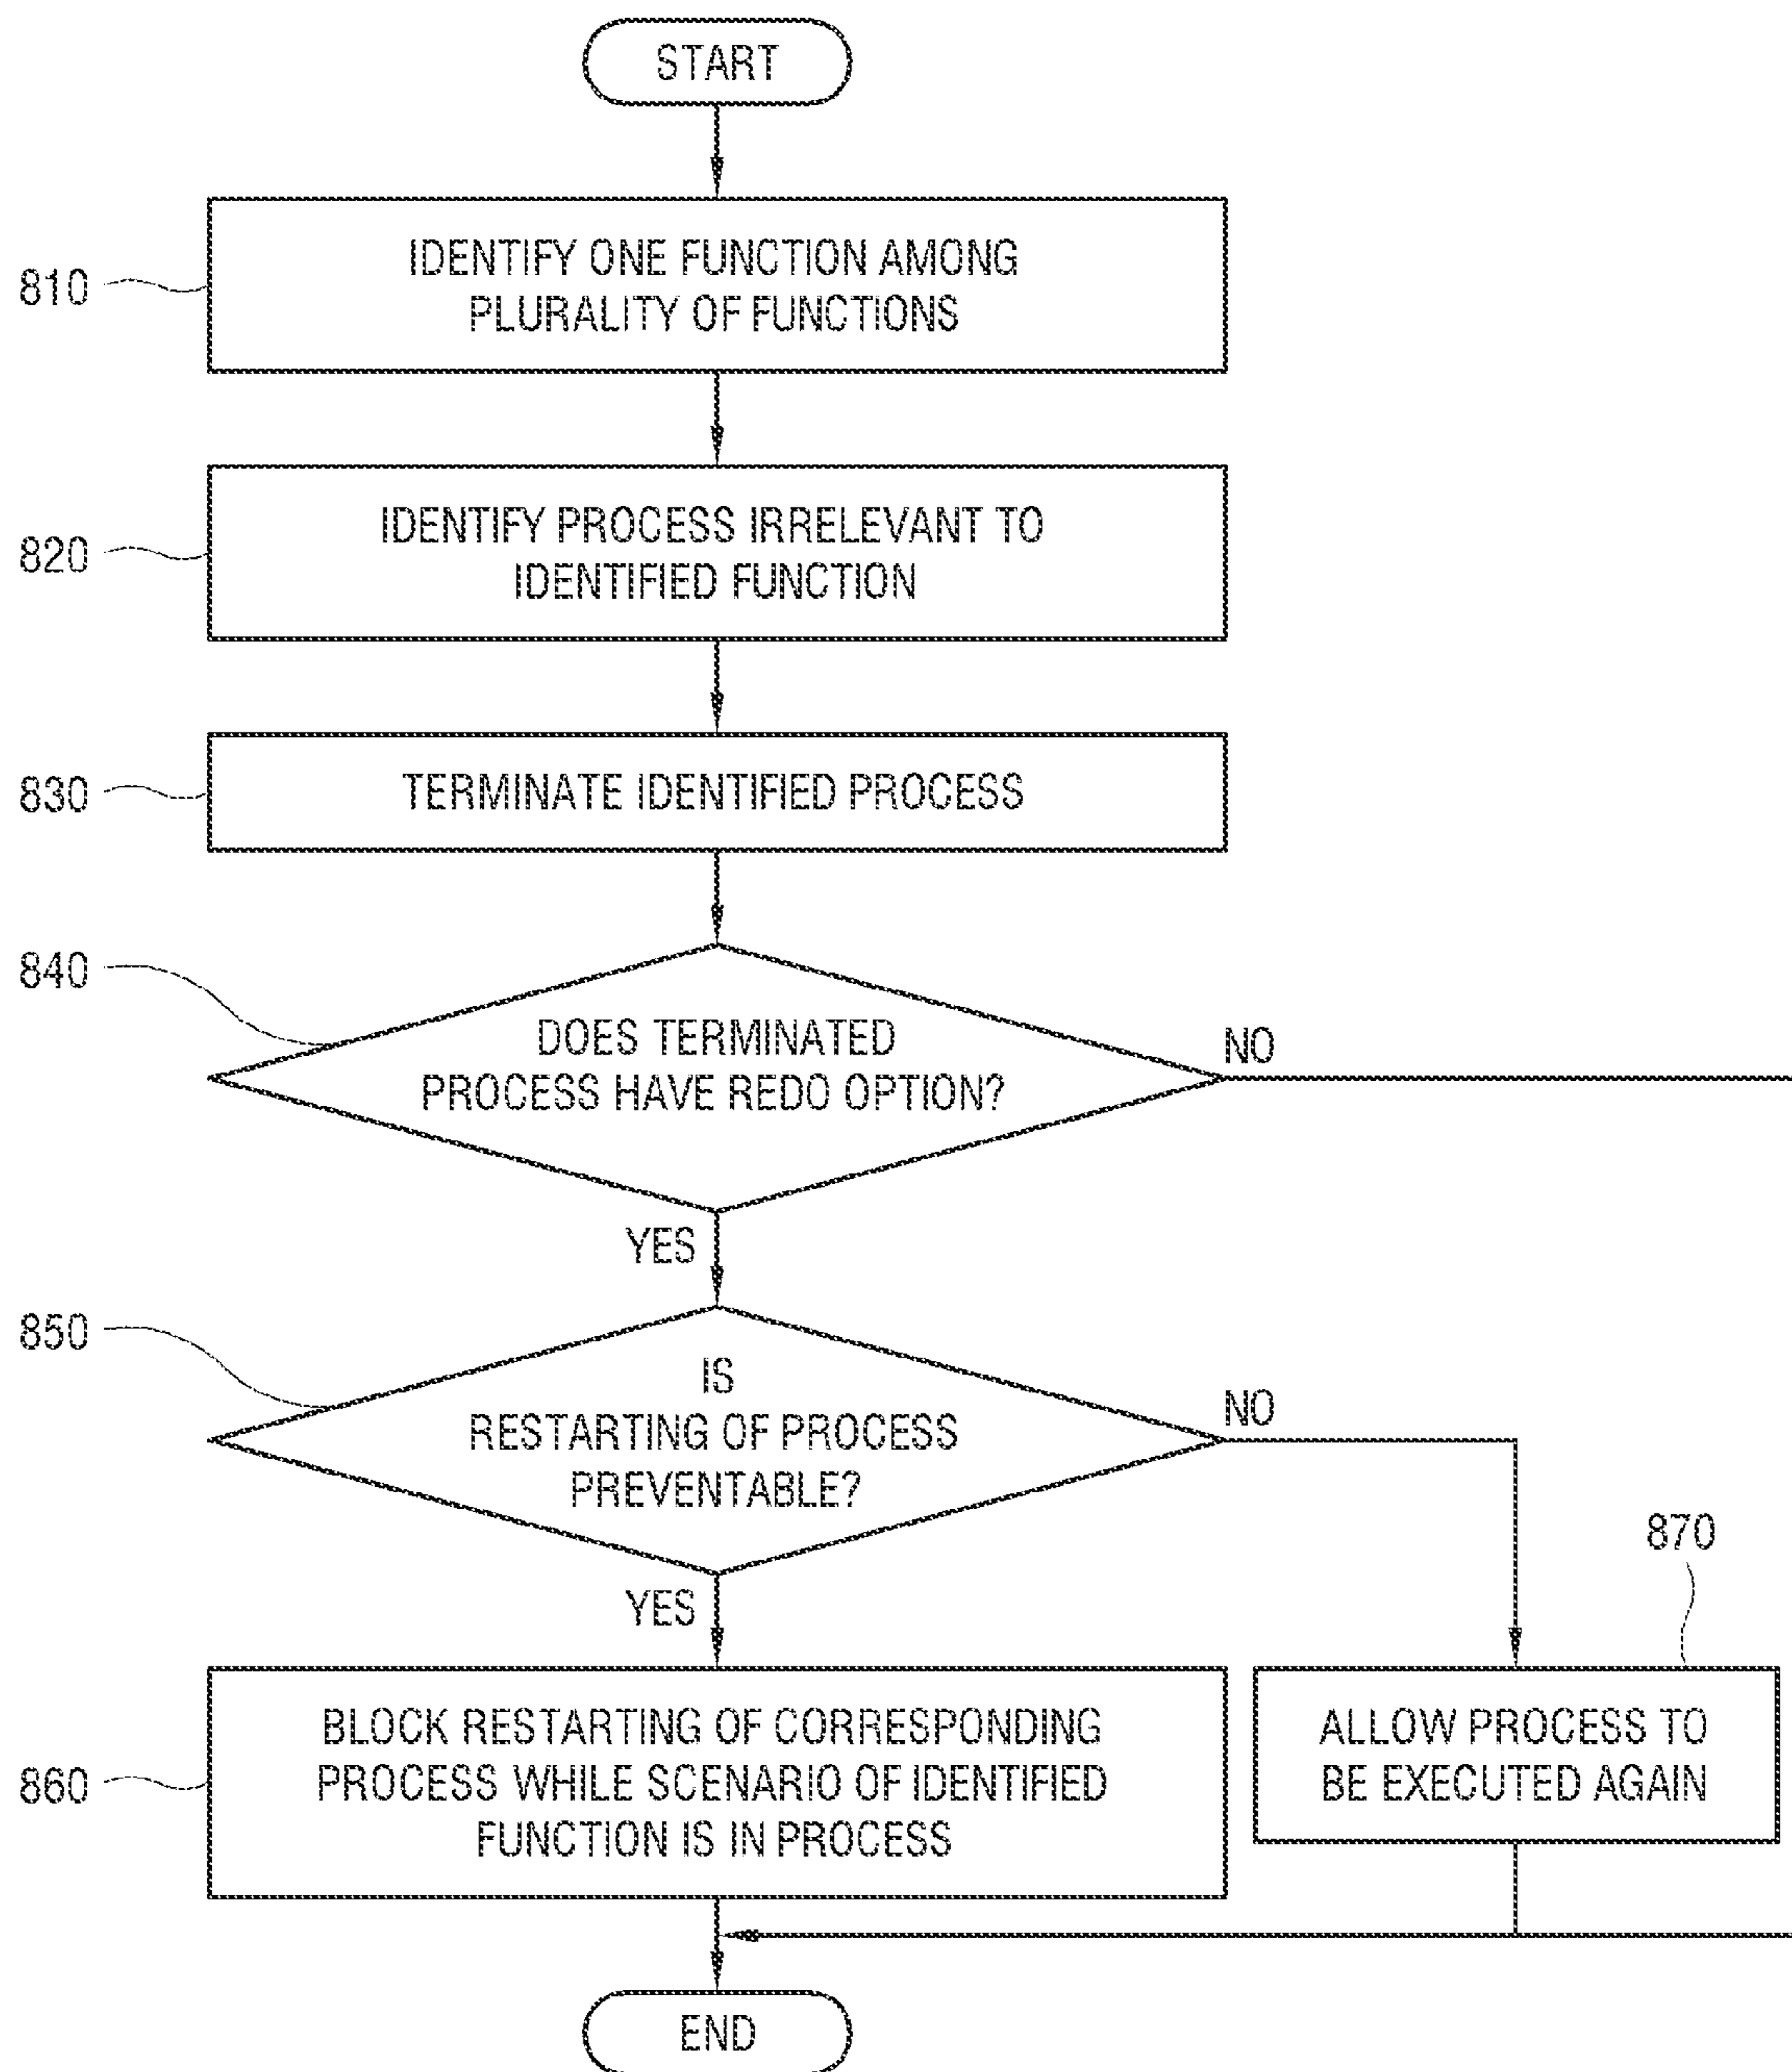 START
810
IDENTIFY ONE FUNCTION AMONG
PLURALITY OF FUNCTIONS
820
IDENTIFY PROCESS IRRELEVANT TO
IDENTIFIED FUNCTION
830
TERMINATE IDENTIFIED PROCESS
840
DOES TERMINATED
PROCESS HAVE REDO OPTION?
NO
YES
850
IS
RESTARTING OF PROCESS
PREVENTABLE?
NO
YES
870
860
BLOCK RESTARTING OF CORRESPONDING
PROCESS WHILE SCENARIO OF IDENTIFIED
FUNCTION IS IN PROCESS
ALLOW PROCESS TO
BE EXECUTED AGAIN
END